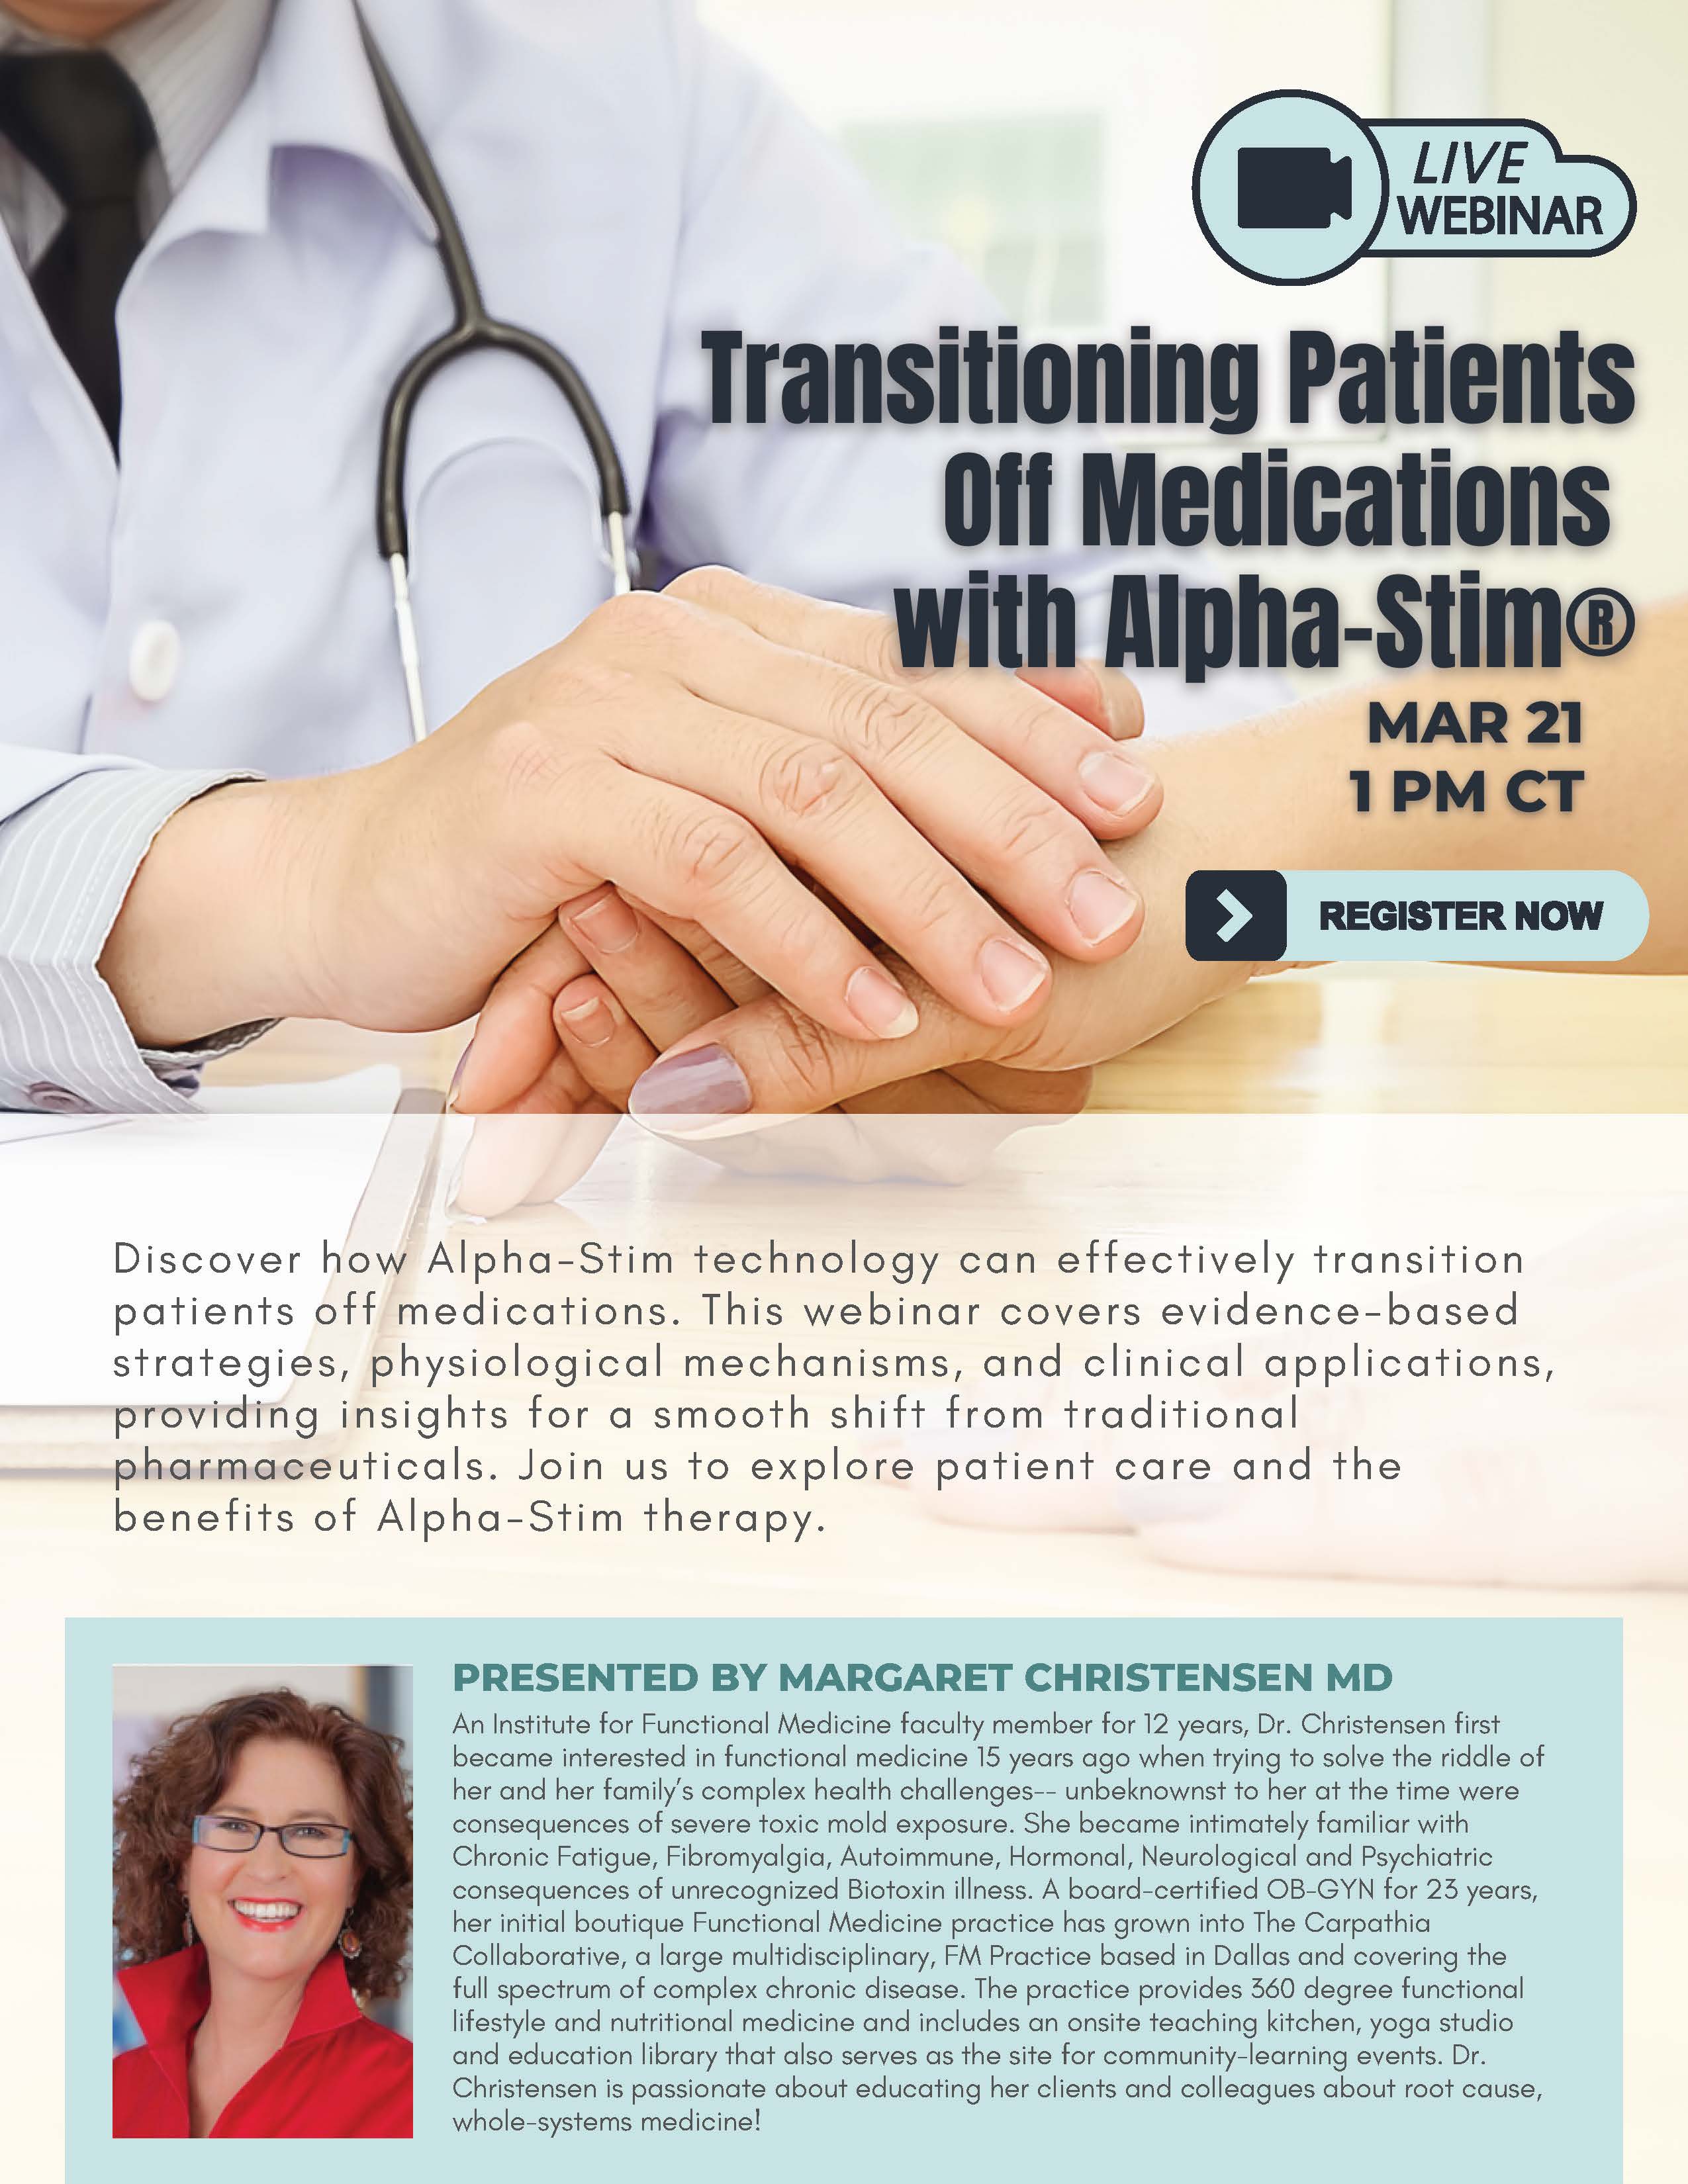 LIVE
WEBINAR
Transitioning Patients
Off Medications
with Alpha-Stim®
MAR 21
1 PM CT
REGISTER NOW
Discover how Alpha-Stim technology can effectively transition
patients off medications. This webinar covers evidence-based
strategies, physiological mechanisms, and clinical applications,
providing insights for a smooth shift from traditional
pharmaceuticals. Join us to explore patient care and the
benefits of Alpha-Stim therapy.
PRESENTED BY MARGARET CHRISTENSEN MD
An Institute for Functional Medicine faculty member for 12 years, Dr. Christensen first
became interested in functional medicine 15 years ago when trying to solve the riddle of
her and her family's complex health challenges-- unbeknownst to her at the time were
consequences of severe toxic mold exposure. She became intimately familiar with
Chronic Fatigue, Fibromyalgia, Autoimmune, Hormonal, Neurological and Psychiatric
consequences of unrecognized Biotoxin illness. A board-certified OB-GYN for 23 years,
her initial boutique Functional Medicine practice has grown into The Carpathia
Collaborative, a large multidisciplinary, FM Practice based in Dallas and covering the
full spectrum of complex chronic disease. The practice provides 360 degree functional
lifestyle and nutritional medicine and includes an onsite teaching kitchen, yoga studio
and education library that also serves as the site for community-learning events. Dr.
Christensen is passionate about educating her clients and colleagues about root cause,
whole-systems medicine!